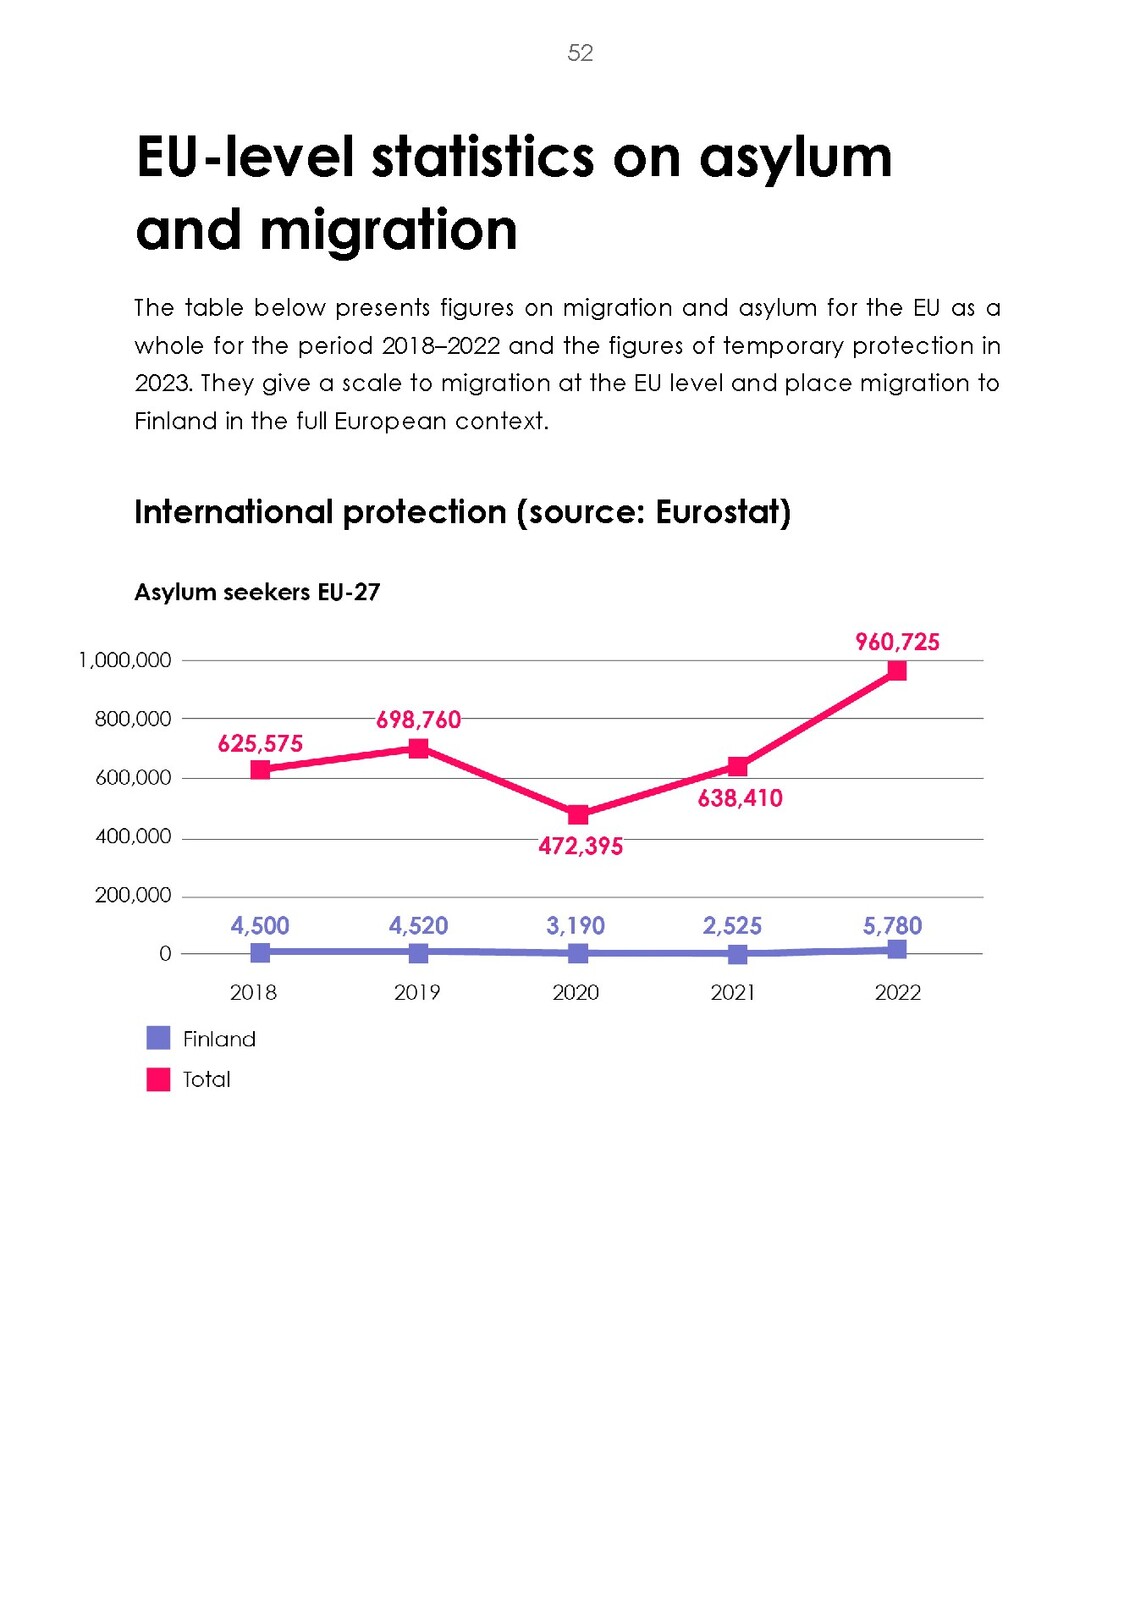 52
EU-level statistics on asylum
and migration
The table below presents figures on migration and asylum for the EU as a
whole for the period 2018–2022 and the figures of temporary protection in
2023. They give a scale to migration at the EU level and place migration to
Finland in the full European context.
International protection (source: Eurostat)
Asylum seekers EU-27
960,725
1,000,000
800,000
698,760
625,575
600,000
638,410
400,000
472,395
200,000
4,500 4,520 3,190 2,525 5,780
0
2018 2019 2020 2021 2022
Finland
Total